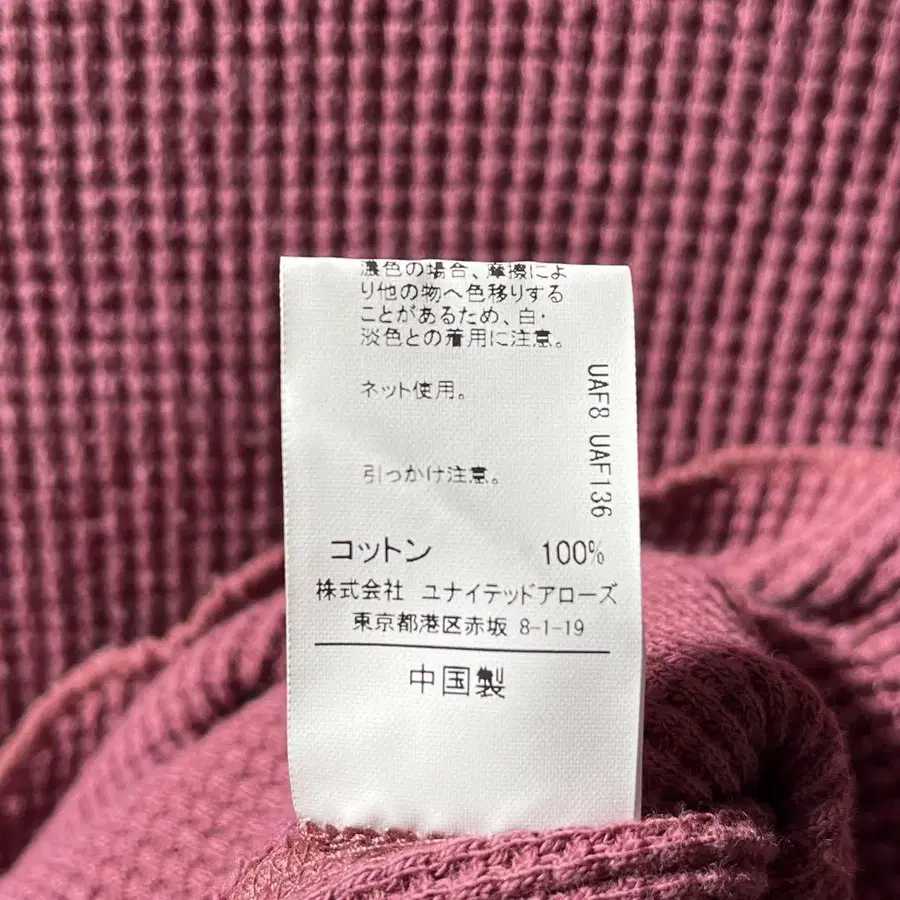 濃色の場合、摩擦によ
り他の物へ色移りする
ことがあるため、白・
淡色との着用に注意。
ネット使用。
引っかけ注意。
UAF8 UAF136
コットン 100%
株式会社 ユナイテッドアローズ
東京都港区赤坂 8-1-19
中国製